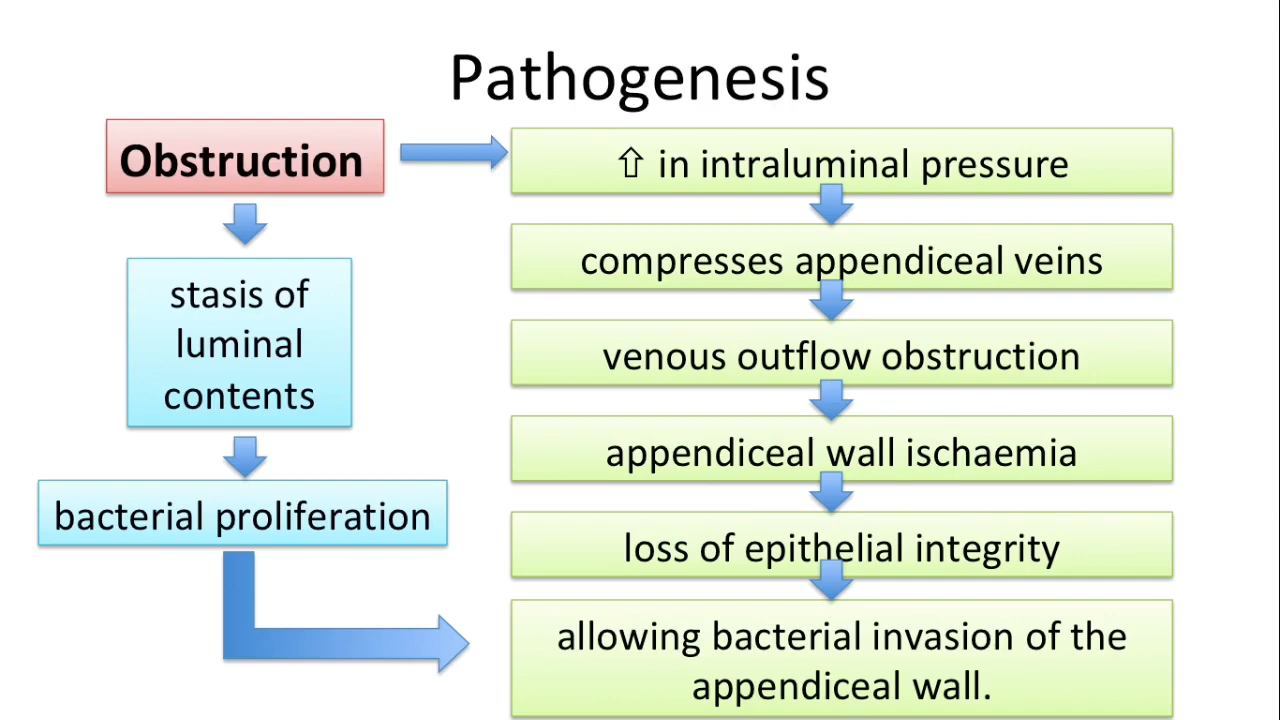 Pathogenesis
Obstruction
⇧ in intraluminal pressure
stasis of
luminal
contents
compresses appendiceal veins
venous outflow obstruction
appendiceal wall ischaemia
bacterial proliferation
loss of epithelial integrity
allowing bacterial invasion of the
appendiceal wall.